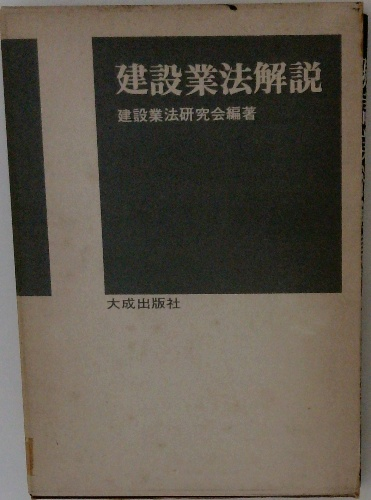 建設業法解説
建設業法研究会編著
大成出版社